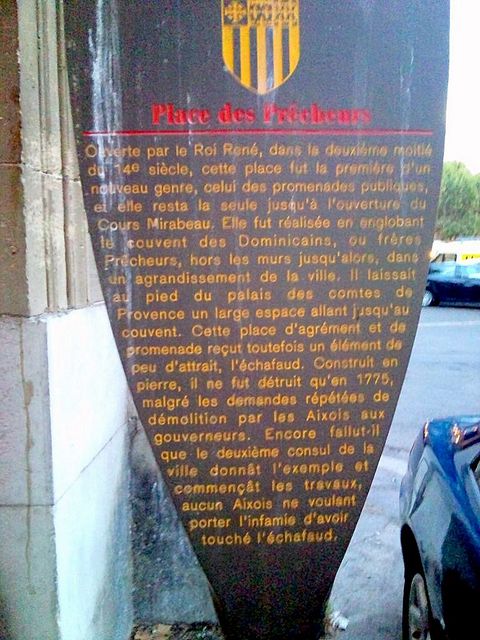 Place des Prêcheurs
Ouverte par le Roi René, dans la deuxième moitié
du 14e siècle, cette place fut la première d'un
nouveau genre, celui des promenades publiques,
et elle resta la seule jusqu'à l'ouverture du
Cours Mirabeau. Elle fut réalisée en englobant
le couvent des Dominicains, ou frères
Prêcheurs, hors les murs jusqu'alors, dans
un agrandissement de la ville. Il laissait
au pied du palais des comtes de
Provence un large espace allant jusqu'au
couvent. Cette place d'agrément et de
promenade reçut toutefois un élément de
peu d'attrait, l'échafaud. Construit en
pierre, il ne fut détruit qu'en 1775,
malgré les demandes répétées de
démolition par les Aixois aux
gouverneurs. Encore fallut-il
que le deuxième consul de la
ville donnât l'exemple et
commençât les travaux,
aucun Aixois ne voulant
porter l'infamie d'avoir
touché l'échafaud.